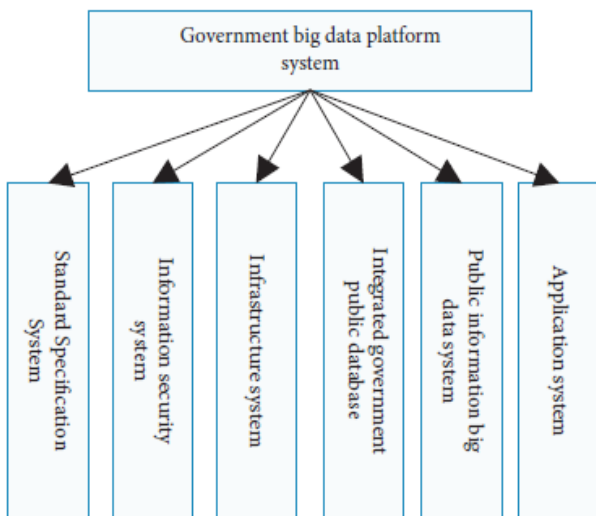 Government big data platform
system
Standard Specification
System
Information security
system
Infrastructure system
Integrated government
public database
Public information big
data system
Application system